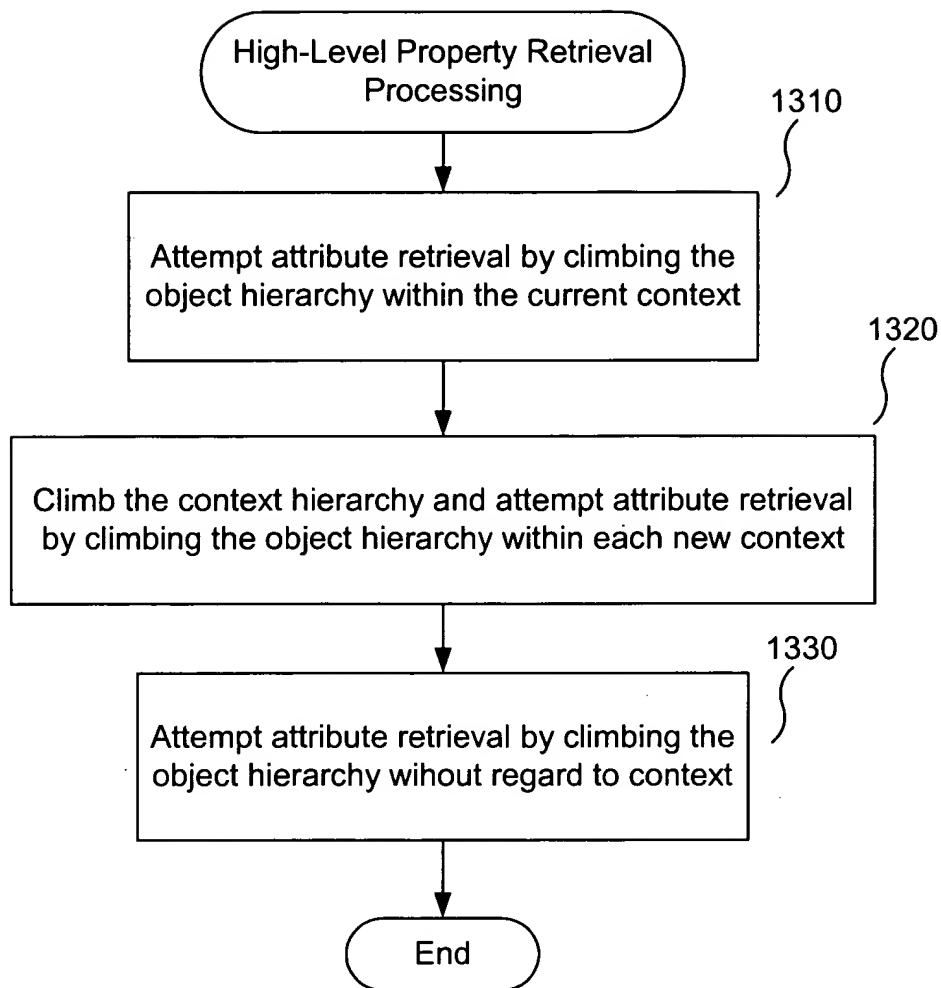 High-Level Property Retrieval
Processing
1310
Attempt attribute retrieval by climbing the
object hierarchy within the current context
1320
Climb the context hierarchy and attempt attribute retrieval
by climbing the object hierarchy within each new context
1330
Attempt attribute retrieval by climbing the
object hierarchy wihout regard to context
End